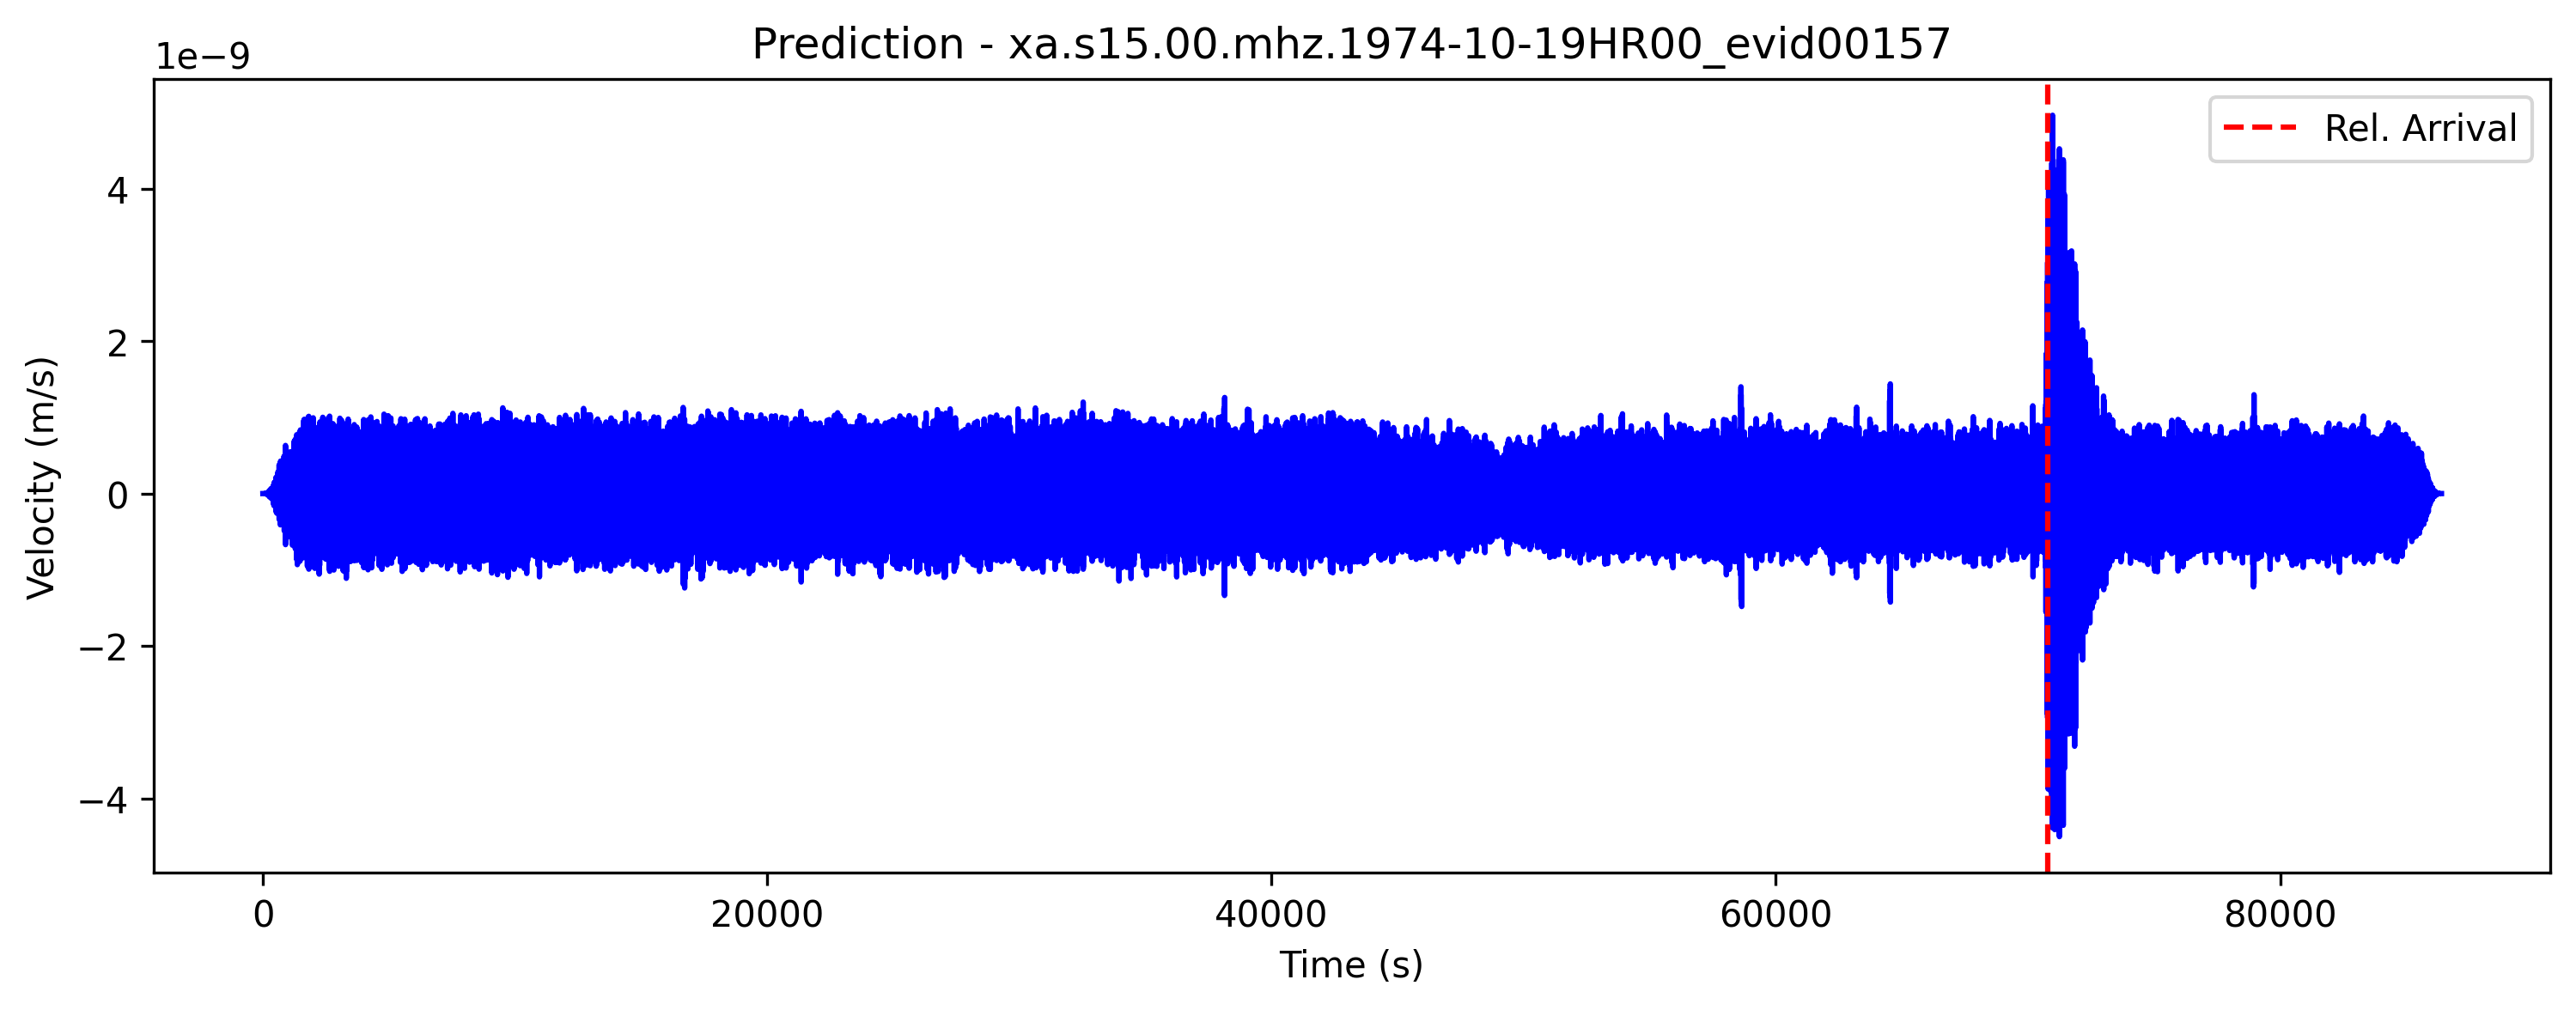 Prediction - xa.s15.00.mhz.1974-10-19HR00_evid00157
1e−9
Rel. Arrival
4
2
0
−2
−4
Velocity (m/s)
0 20000 40000 60000 80000
Time (s)